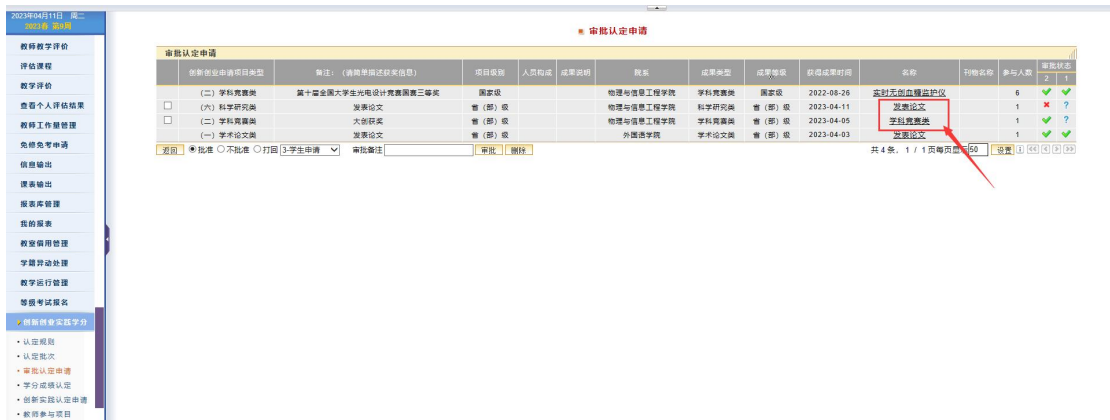 2023年04月11日 周二
2023春 第9周
教师教学评价
评估课程
教学评价
查看个人评估结果
教师工作量管理
免修免考申请
信息输出
课表输出
报表库管理
我的报表
教室借用管理
学籍异动处理
教学运行管理
等级考试报名
创新创业实践学分
认定规则
认定批次
审批认定申请
学分成绩认定
创新实践认定申请
教师参与项目
审批认定申请
审批认定申请
创新创业申请项目类型 备注: (请简单描述获奖信息) 项目级别 人员构成 成果说明 院系 成果类型 成果等级 获得成果时间 名称 刊物名称 参与人数 审批状态
2 1
(二) 学科竞赛类 第十届全国大学生光电设计竞赛国赛三等奖 国家级 物理与信息工程学院 学科竞赛类 国家级 2022-08-26 实时无创血糖监护仪 6
(六) 科学研究类 发表论文 省 (部) 级 物理与信息工程学院 科学研究类 省 (部) 级 2023-04-11 发表论文 1 ?
(二) 学科竞赛类 大创获奖 省 (部) 级 物理与信息工程学院 学科竞赛类 省 (部) 级 2023-04-05 学科竞赛类 1 ?
(一) 学术论文类 发表论文 省 (部) 级 外国语学院 学术论文类 省 (部) 级 2023-04-03 发表论文 1
返回 批准 不批准 打回 3-学生申请 审批备注 审批 删除 共4条, 1 / 1页每页显 50 设置